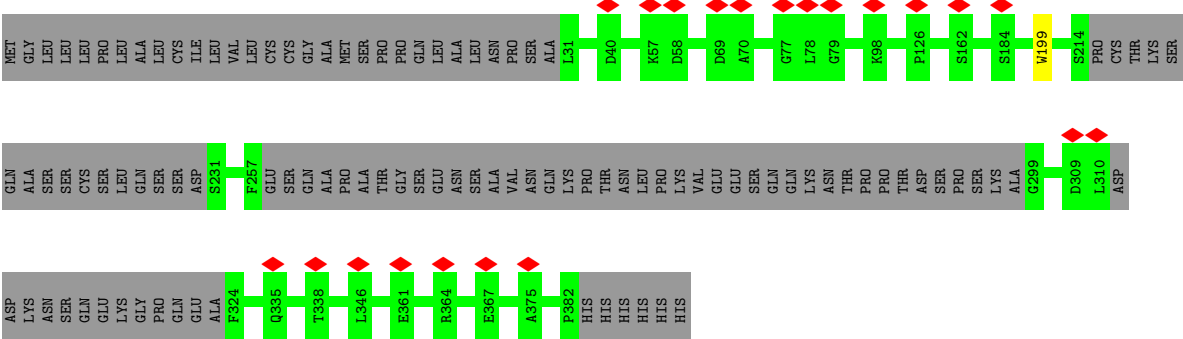 MET GLY LEU LEU LEU LEU PRO LEU ALA LEU LEU CYS ILE LEU VAL LEU CYS CYS GLY ALA MET SER PRO PRO GLN LEU ALA LEU ASN PRO SER ALA L31 D40 K57 D58 D69 A70 G77 L78 G79 K98 P126 S162 S184 W199 S214 PRO CYS THR LYS SER
GLN ALA SER SER CYS SER LEU GLN SER SER ASP S231 F257 GLU SER GLN ALA PRO ALA THR GLY SER GLU ASN SER ALA VAL ASN GLN LYS PRO THR ASN LEU PRO LYS VAL GLU GLU SER GLN GLN LYS ASN THR PRO PRO THR ASP SER PRO SER LYS ALA G299 D309 L310 ASP
ASP LYS ASN SER GLN GLU LYS GLY PRO GLN GLU ALA F324 Q335 T338 L346 E361 R364 E367 A375 P382 HIS HIS HIS HIS HIS HIS